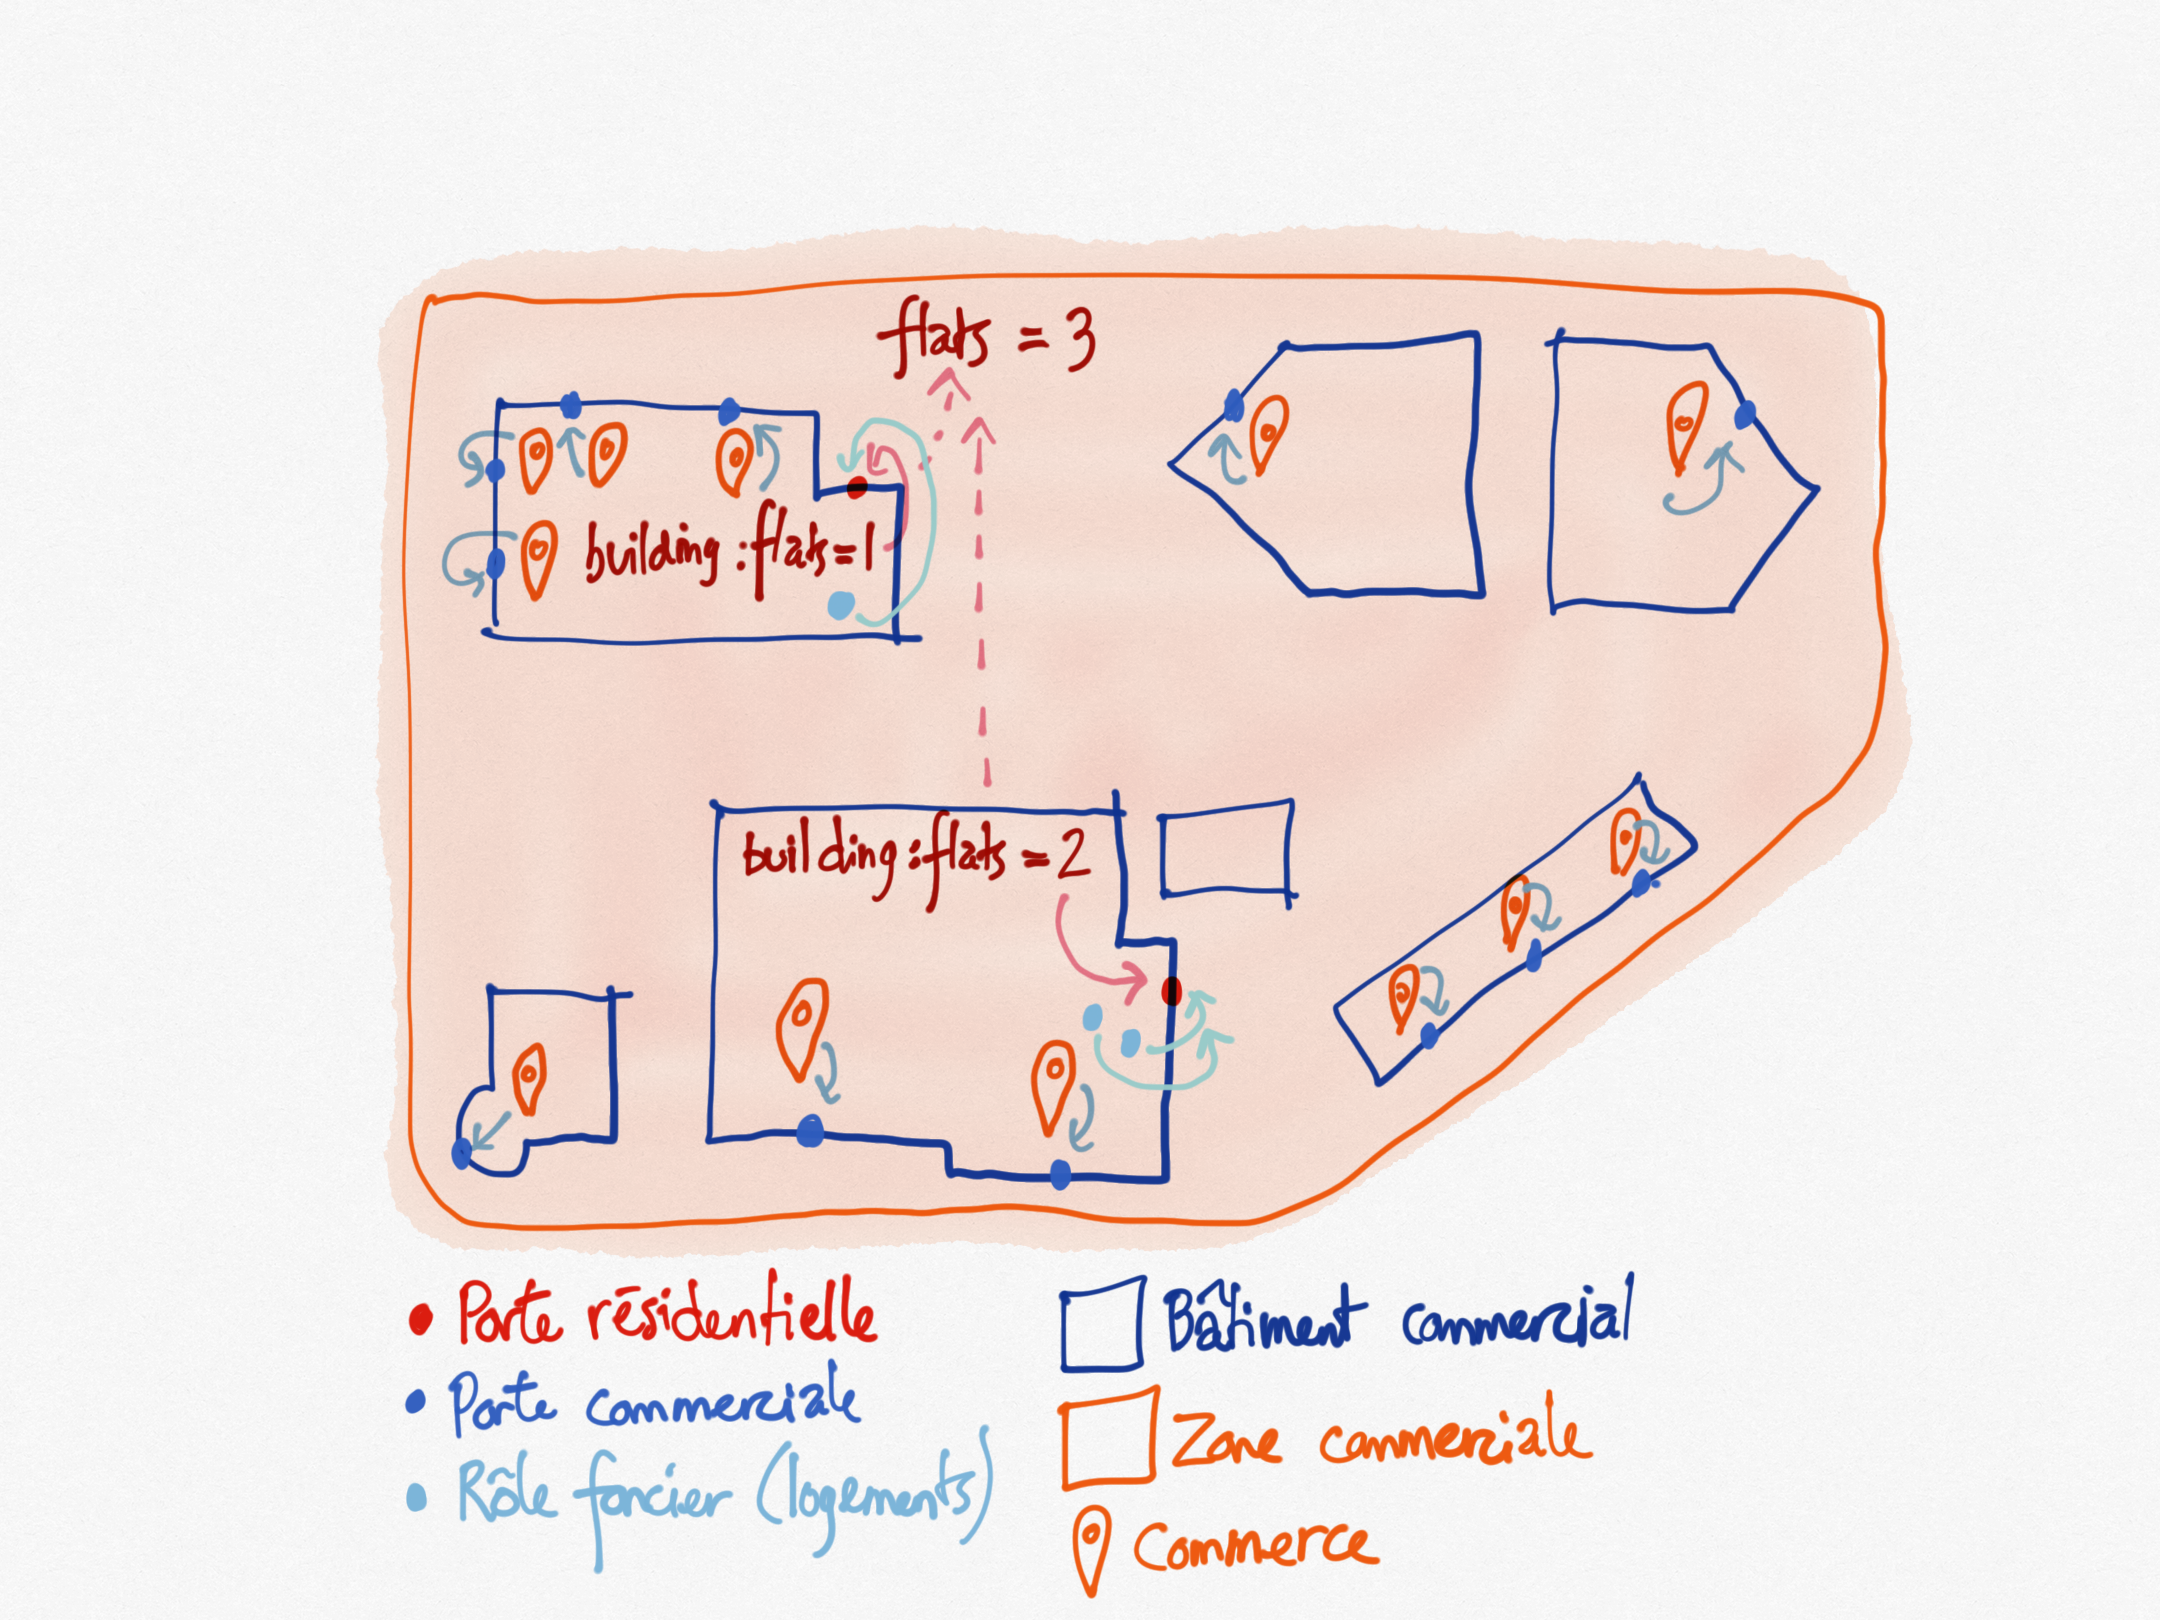 flats = 3
building:flats=1
building:flats = 2
Porte résidentielle
Porte commerciale
Rôle foncier (logements)
Bâtiment commercial
Zone commerciale
Commerce